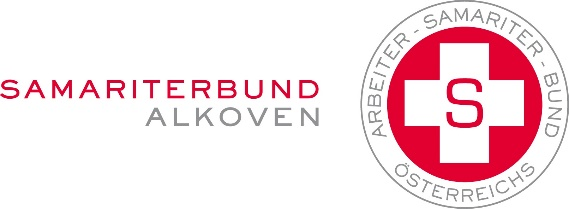 SAMARITERBUND
ALKOVEN
ARBEITER - SAMARITER - BUND
S
ÖSTERREICHS